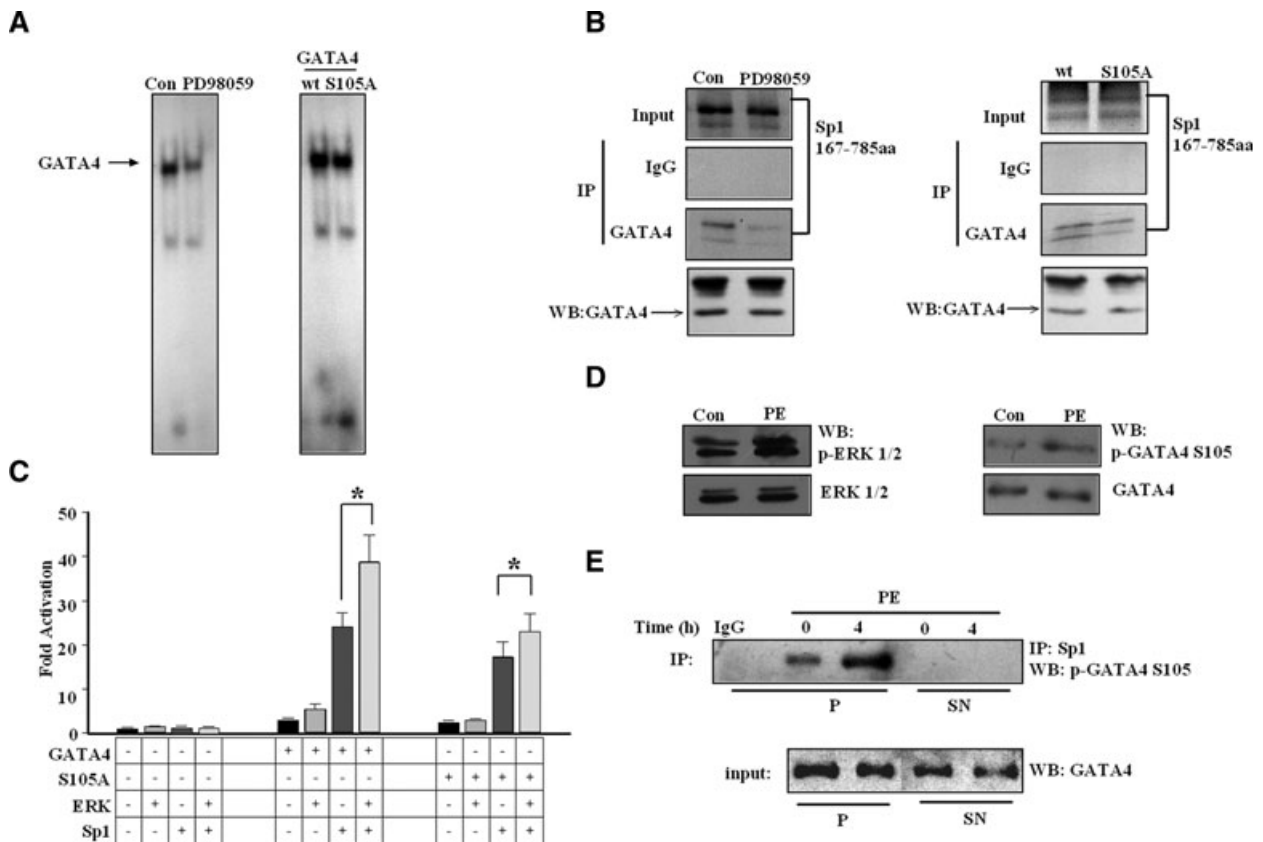 A
GATA4
Con PD98059
wt S105A
GATA4
B
Con PD98059
Input
IgG
IP
GATA4
WB:GATA4
Sp1
167-785aa
wt S105A
Input
IgG
IP
GATA4
WB:GATA4
Sp1
167-785aa
C
Fold Activation
50
40
30
20
10
0
*
*
GATA4 - - - - + + + + - - - -
S105A - - - - - - - - + + + +
ERK - + - + - + - + - + - +
Sp1 - - + + - - + + - - + +
D
Con PE
WB:
p-ERK 1/2
ERK 1/2
Con PE
WB:
p-GATA4 S105
GATA4
E
PE
Time (h) IgG 0 4 0 4
IP:
IP: Sp1
WB: p-GATA4 S105
P SN
input:
WB: GATA4
P SN